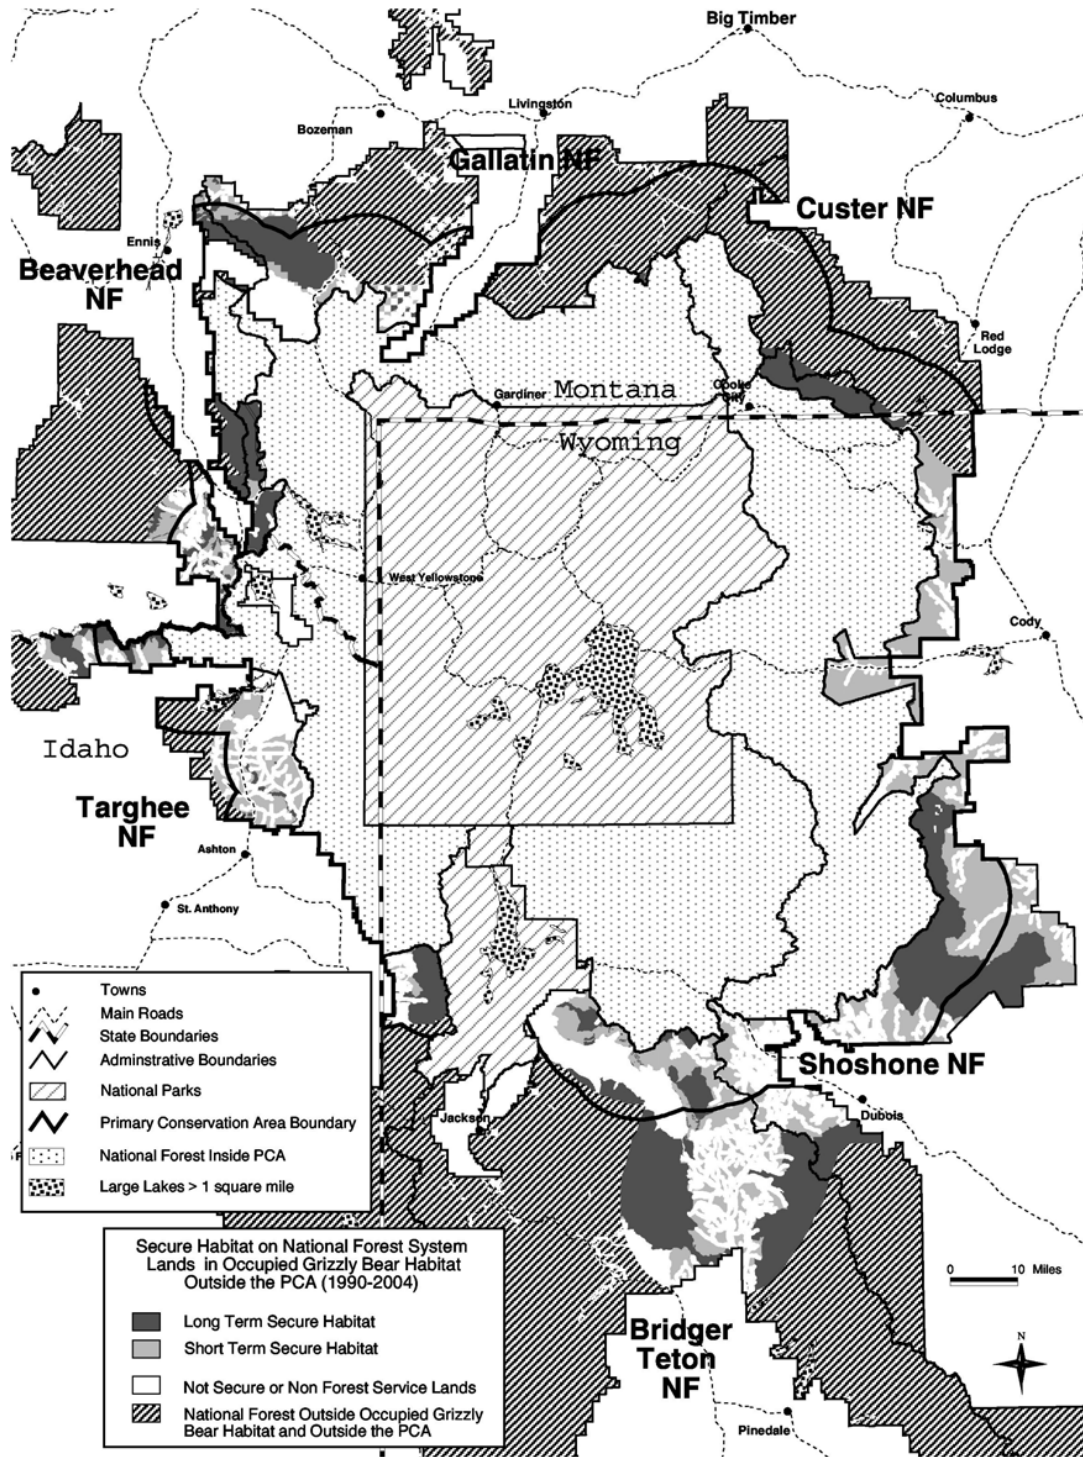 Big Timber
Livingston
Columbus
Bozeman
Gallatin NF
Custer NF
Ennis
Beaverhead
NF
Red
Lodge
Gardiner
Montana
Cooke
City
Wyoming
West Yellowstone
Cody
Idaho
Targhee
NF
Ashton
St. Anthony
Towns
Main Roads
State Boundaries
Adminstrative Boundaries
National Parks
Primary Conservation Area Boundary
National Forest Inside PCA
Large Lakes > 1 square mile
Shoshone NF
Dubois
Jackson
Secure Habitat on National Forest System
Lands in Occupied Grizzly Bear Habitat
Outside the PCA (1990-2004)
Long Term Secure Habitat
Short Term Secure Habitat
Not Secure or Non Forest Service Lands
National Forest Outside Occupied Grizzly
Bear Habitat and Outside the PCA
0 10 Miles
N
Bridger
Teton
NF
Pinedale